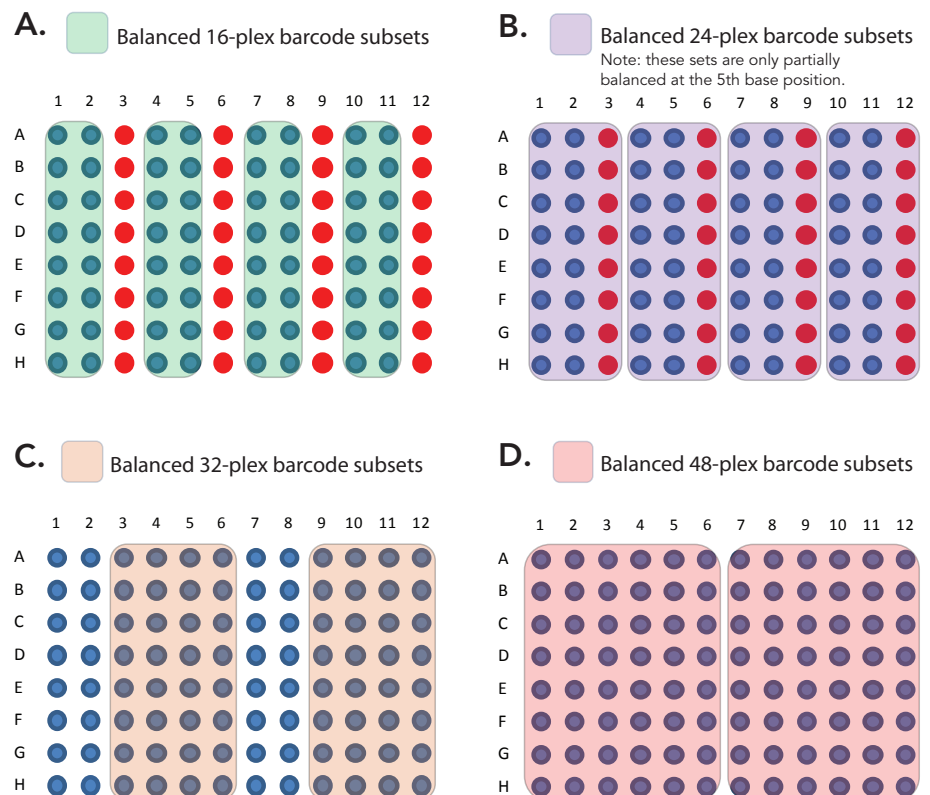 A. Balanced 16-plex barcode subsets
1 2 3 4 5 6 7 8 9 10 11 12
A
B
C
D
E
F
G
H
B. Balanced 24-plex barcode subsets
Note: these sets are only partially
balanced at the 5th base position.
1 2 3 4 5 6 7 8 9 10 11 12
A
B
C
D
E
F
G
H
C. Balanced 32-plex barcode subsets
1 2 3 4 5 6 7 8 9 10 11 12
A
B
C
D
E
F
G
H
D. Balanced 48-plex barcode subsets
1 2 3 4 5 6 7 8 9 10 11 12
A
B
C
D
E
F
G
H